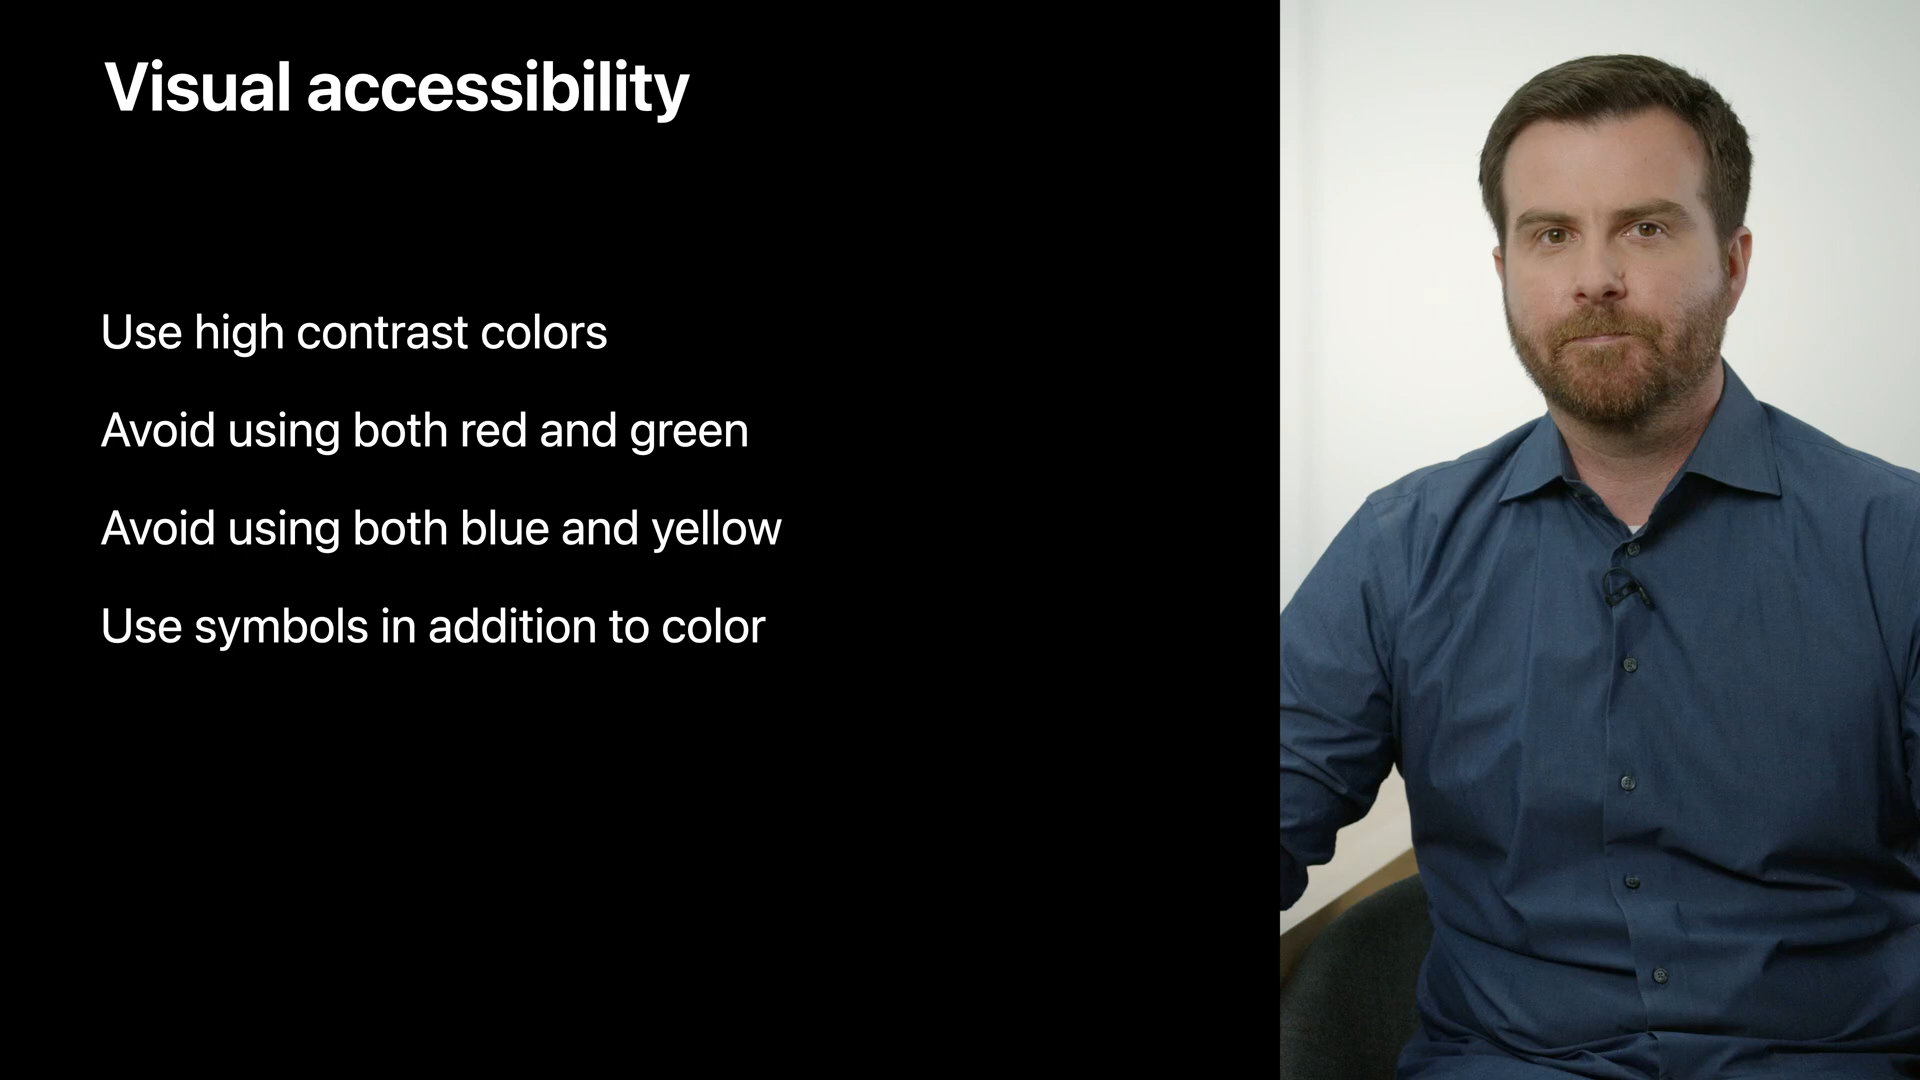 Visual accessibility
Use high contrast colors
Avoid using both red and green
Avoid using both blue and yellow
Use symbols in addition to color